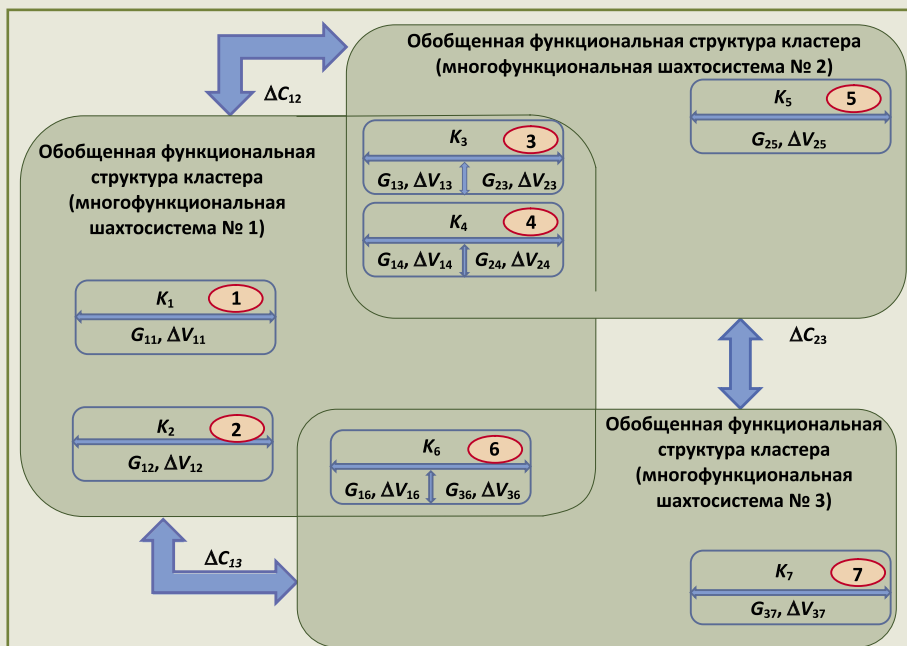 Обобщенная функциональная структура кластера
(многофункциональная шахтосистема № 2)
ΔC12
K5 5
G25, ΔV25
Обобщенная функциональная
структура кластера
(многофункциональная
шахтосистема № 1)
K3 3
G13, ΔV13 G23, ΔV23
K4 4
G14, ΔV14 G24, ΔV24
K1 1
G11, ΔV11
ΔC23
K2 2
G12, ΔV12
Обобщенная функциональная
структура кластера
(многофункциональная
шахтосистема № 3)
K6 6
G16, ΔV16 G36, ΔV36
ΔC13
K7 7
G37, ΔV37